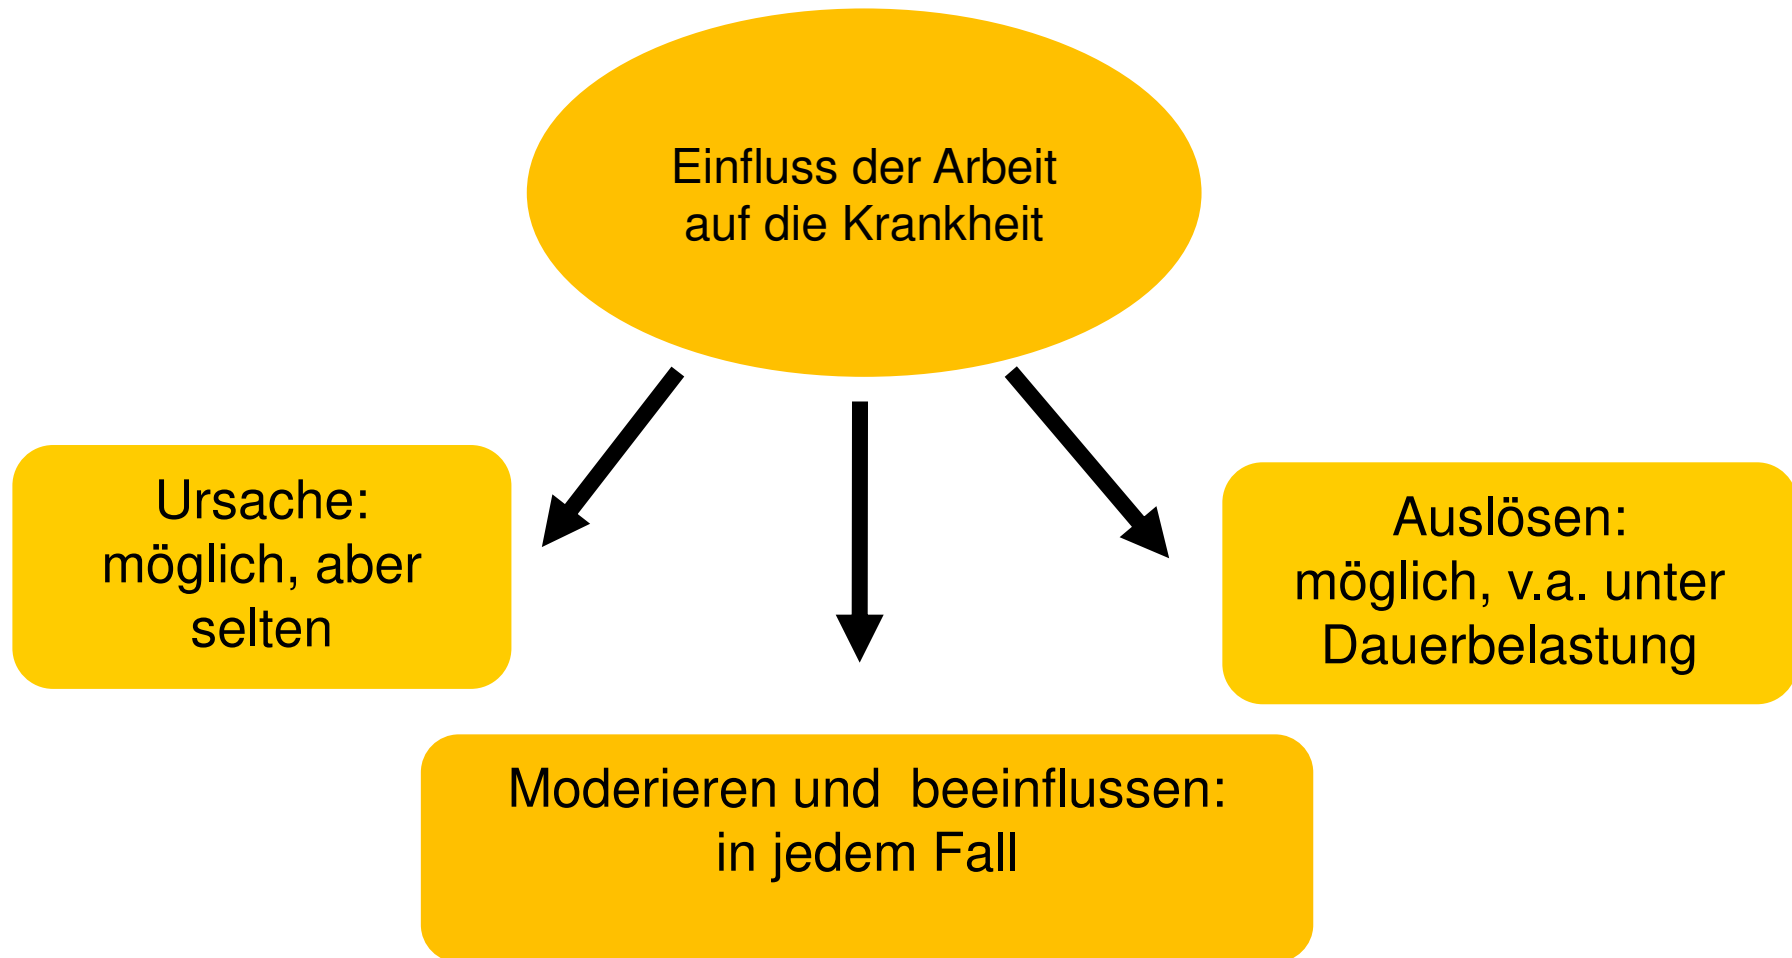 Einfluss der Arbeit
auf die Krankheit
Ursache:
möglich, aber
selten
Auslösen:
möglich, v.a. unter
Dauerbelastung
Moderieren und  beeinflussen:
in jedem Fall